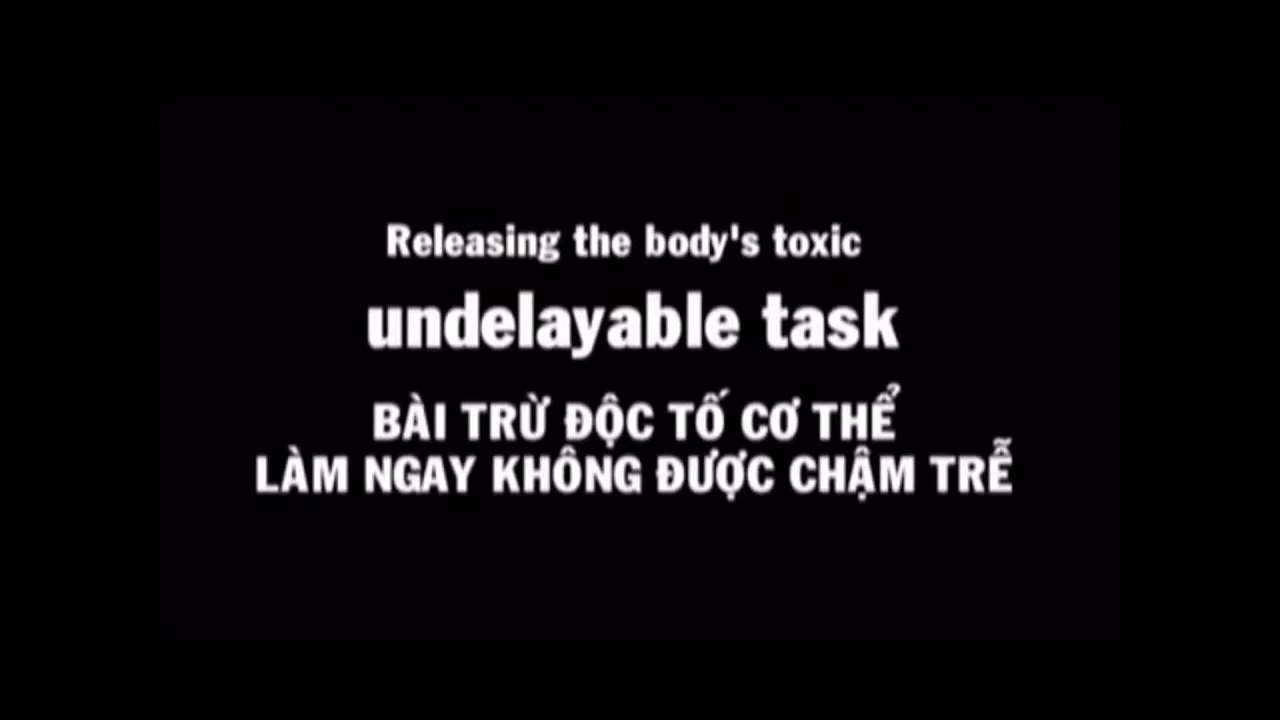 Releasing the body's toxic
undelayable task
BÀI TRỪ ĐỘC TỐ CƠ THỂ
LÀM NGAY KHÔNG ĐƯỢC CHẬM TRỄ